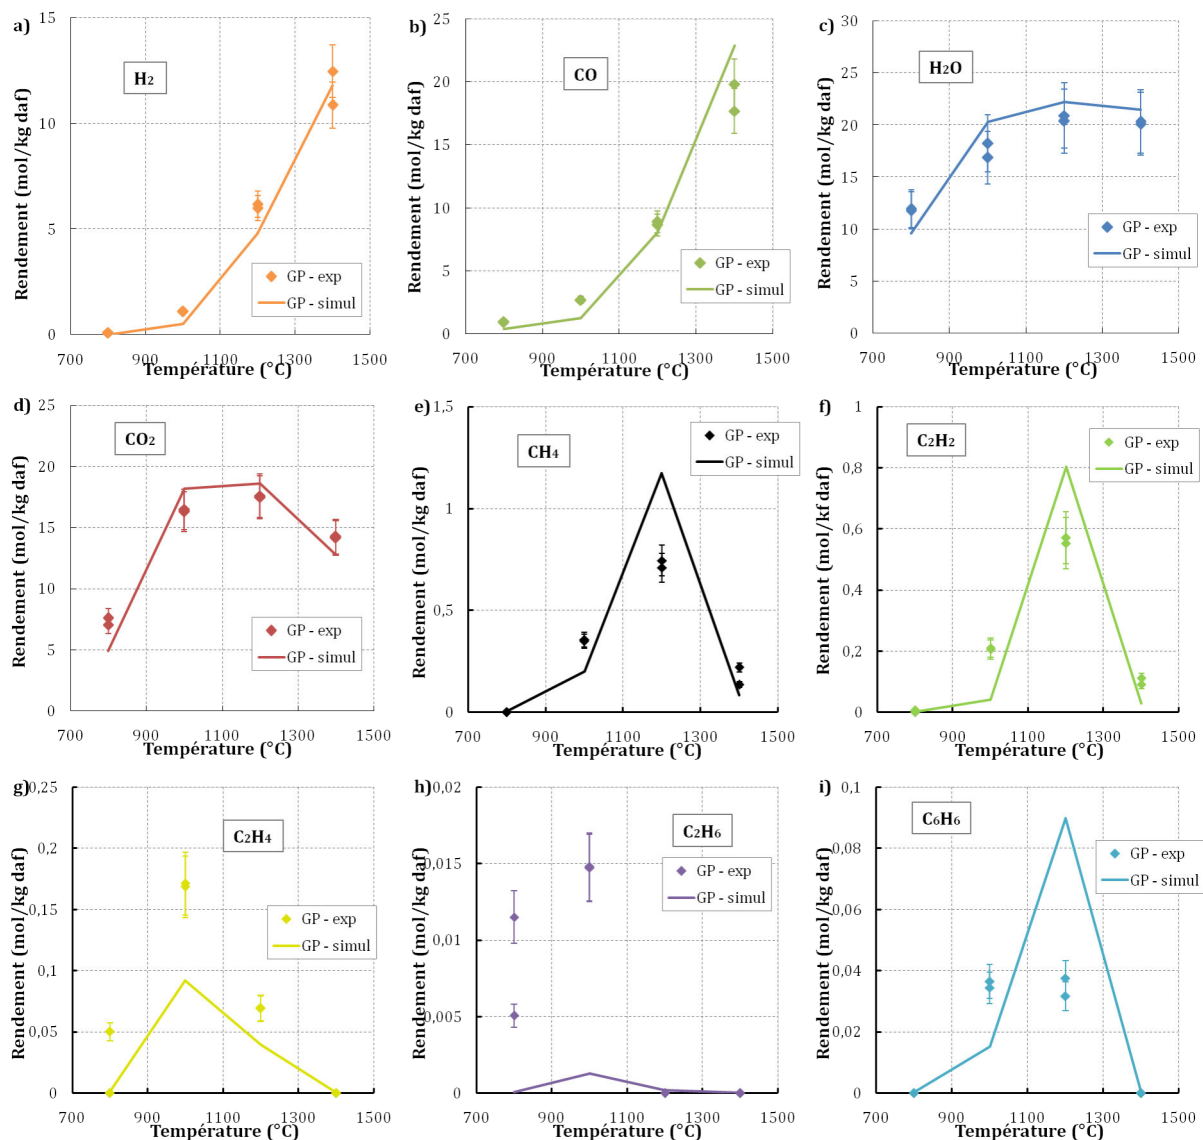 a)
H2
Rendement (mol/kg daf)
15
10
5
0
GP - exp
GP - simul
700 900 1100 1300 1500
Température (°C)
b)
CO
Rendement (mol/kg daf)
25
20
15
10
5
0
GP - exp
GP - simul
700 900 1100 1300 1500
Température (°C)
c)
H2O
Rendement (mol/kg daf)
30
25
20
15
10
5
0
GP - exp
GP - simul
700 900 1100 1300 1500
Température (°C)
d)
CO2
Rendement (mol/kg daf)
25
20
15
10
5
0
GP - exp
GP - simul
700 900 1100 1300 1500
Température (°C)
e)
CH4
Rendement (mol/kg daf)
1,5
1
0,5
0
GP - exp
GP - simul
700 900 1100 1300 1500
Température (°C)
f)
C2H2
Rendement (mol/kf daf)
1
0,8
0,6
0,4
0,2
0
GP - exp
GP - simul
700 900 1100 1300 1500
Température (°C)
g)
C2H4
Rendement (mol/kg daf)
0,25
0,2
0,15
0,1
0,05
0
GP - exp
GP - simul
700 900 1100 1300 1500
Température (°C)
h)
C2H6
Rendement (mol/kg daf)
0,02
0,015
0,01
0,005
0
GP - exp
GP - simul
700 900 1100 1300 1500
Température (°C)
i)
C6H6
Rendement (mol/kg daf)
0,1
0,08
0,06
0,04
0,02
0
GP - exp
GP - simul
700 900 1100 1300 1500
Température (°C)